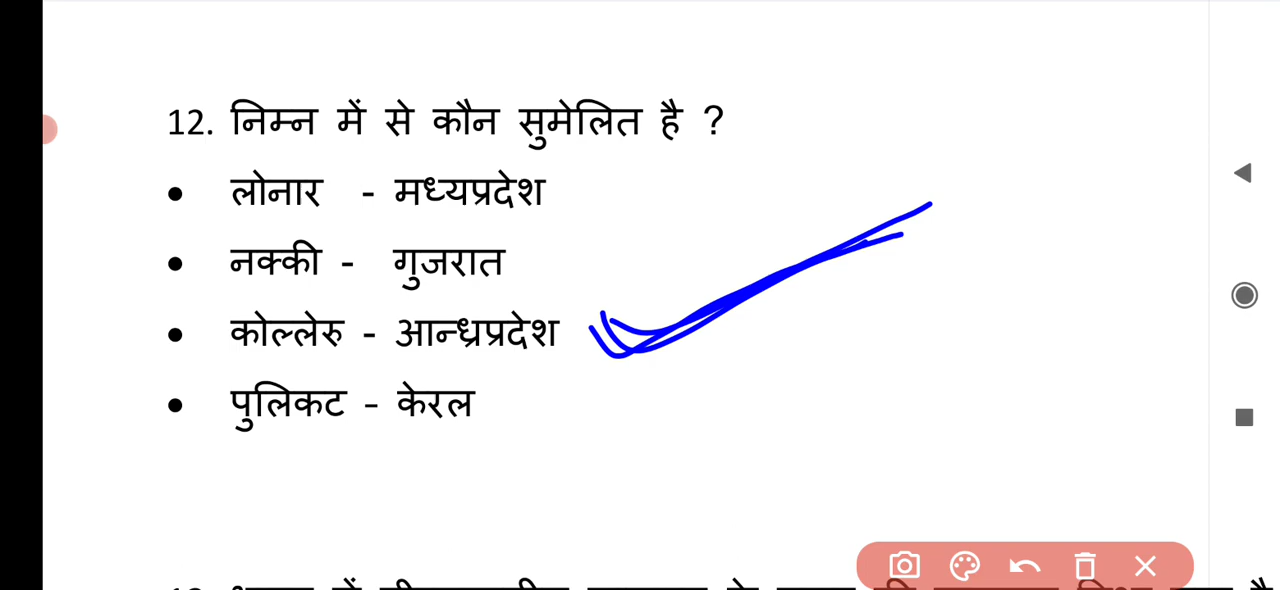 12. निम्न में से कौन सुमेलित है ?
• लोनार - मध्यप्रदेश
• नक्की - गुजरात
• कोल्लेरु - आन्ध्रप्रदेश
• पुलिकट - केरल